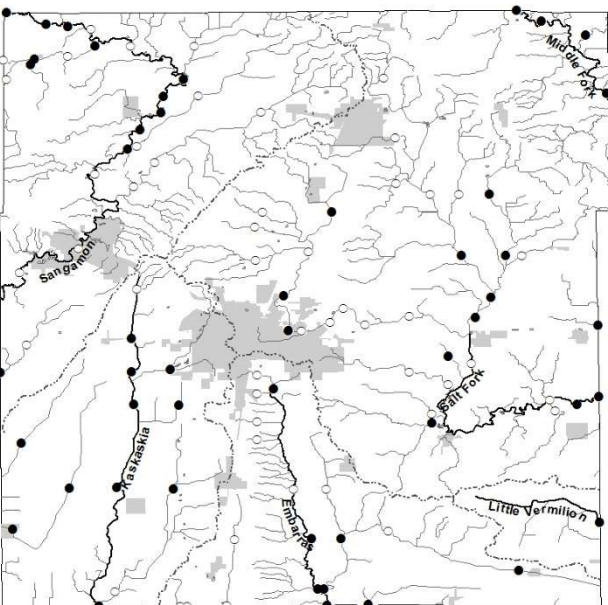 Middle Fork
Sangamon
Salt Fork
Kaskaskia
Embarras
Little Vermilion